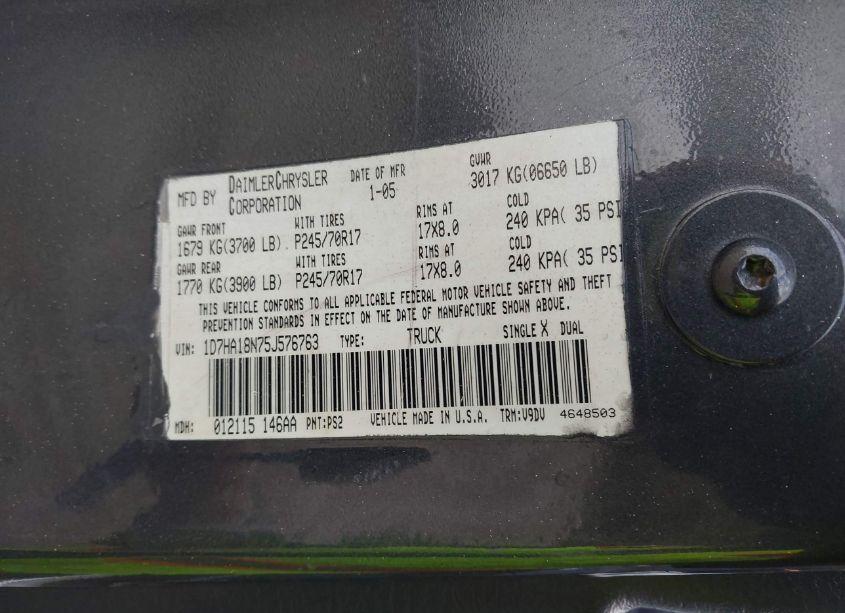 MFD BY DAIMLERCHRYSLER CORPORATION DATE OF MFR 1-05 GVWR 3017 KG(06650 LB)
GAWR FRONT WITH TIRES RIMS AT COLD
1679 KG(3700 LB) P245/70R17 17X8.0 240 KPA( 35 PSI
GAWR REAR WITH TIRES RIMS AT COLD
1770 KG(3900 LB) P245/70R17 17X8.0 240 KPA( 35 PSI
THIS VEHICLE CONFORMS TO ALL APPLICABLE FEDERAL MOTOR VEHICLE SAFETY AND THEFT
PREVENTION STANDARDS IN EFFECT ON THE DATE OF MANUFACTURE SHOWN ABOVE.
VIN: 1D7HA18N75J576763 TYPE: TRUCK SINGLE X DUAL
MDH: 012115 146AA PNT:PS2 VEHICLE MADE IN U.S.A. TRM:V9DV 4648503